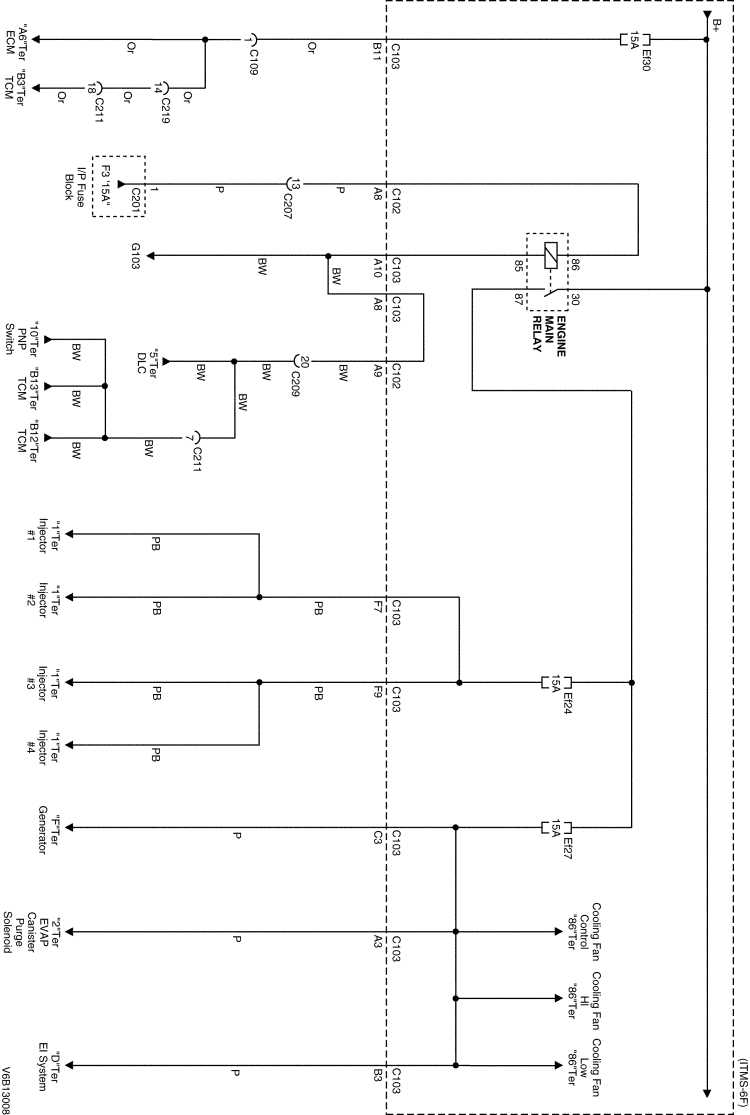 B+
Ef30
15A
C103
B11
Or
C109
1
Or
"A6"Ter
ECM
"B3"Ter
TCM
Or
C211
18
Or
C219
14
Or
C102
A8
P
C207
13
P
1
C201
F3 '15A"
I/P Fuse
Block
86
85
30
87
ENGINE
MAIN
RELAY
C103
A10
BW
G103
BW
C103
A8
C102
A9
BW
C209
20
BW
BW
"5"Ter
DLC
BW
C211
7
BW
BW
"10"Ter
PNP
Switch
BW
"B13"Ter
TCM
BW
"B12"Ter
TCM
Ef24
15A
C103
F7
PB
PB
"1"Ter
Injector
#1
PB
"1"Ter
Injector
#2
C103
F9
PB
PB
"1"Ter
Injector
#3
PB
"1"Ter
Injector
#4
Ef27
15A
C103
C3
P
"F"Ter
Generator
Cooling Fan
Control
"86"Ter
Cooling Fan
HI
"86"Ter
Cooling Fan
Low
"86"Ter
C103
A3
P
"2"Ter
EVAP
Canister
Purge
Solenoid
C103
B3
P
"D"Ter
EI System
(ITMS-6F)
V6B13008